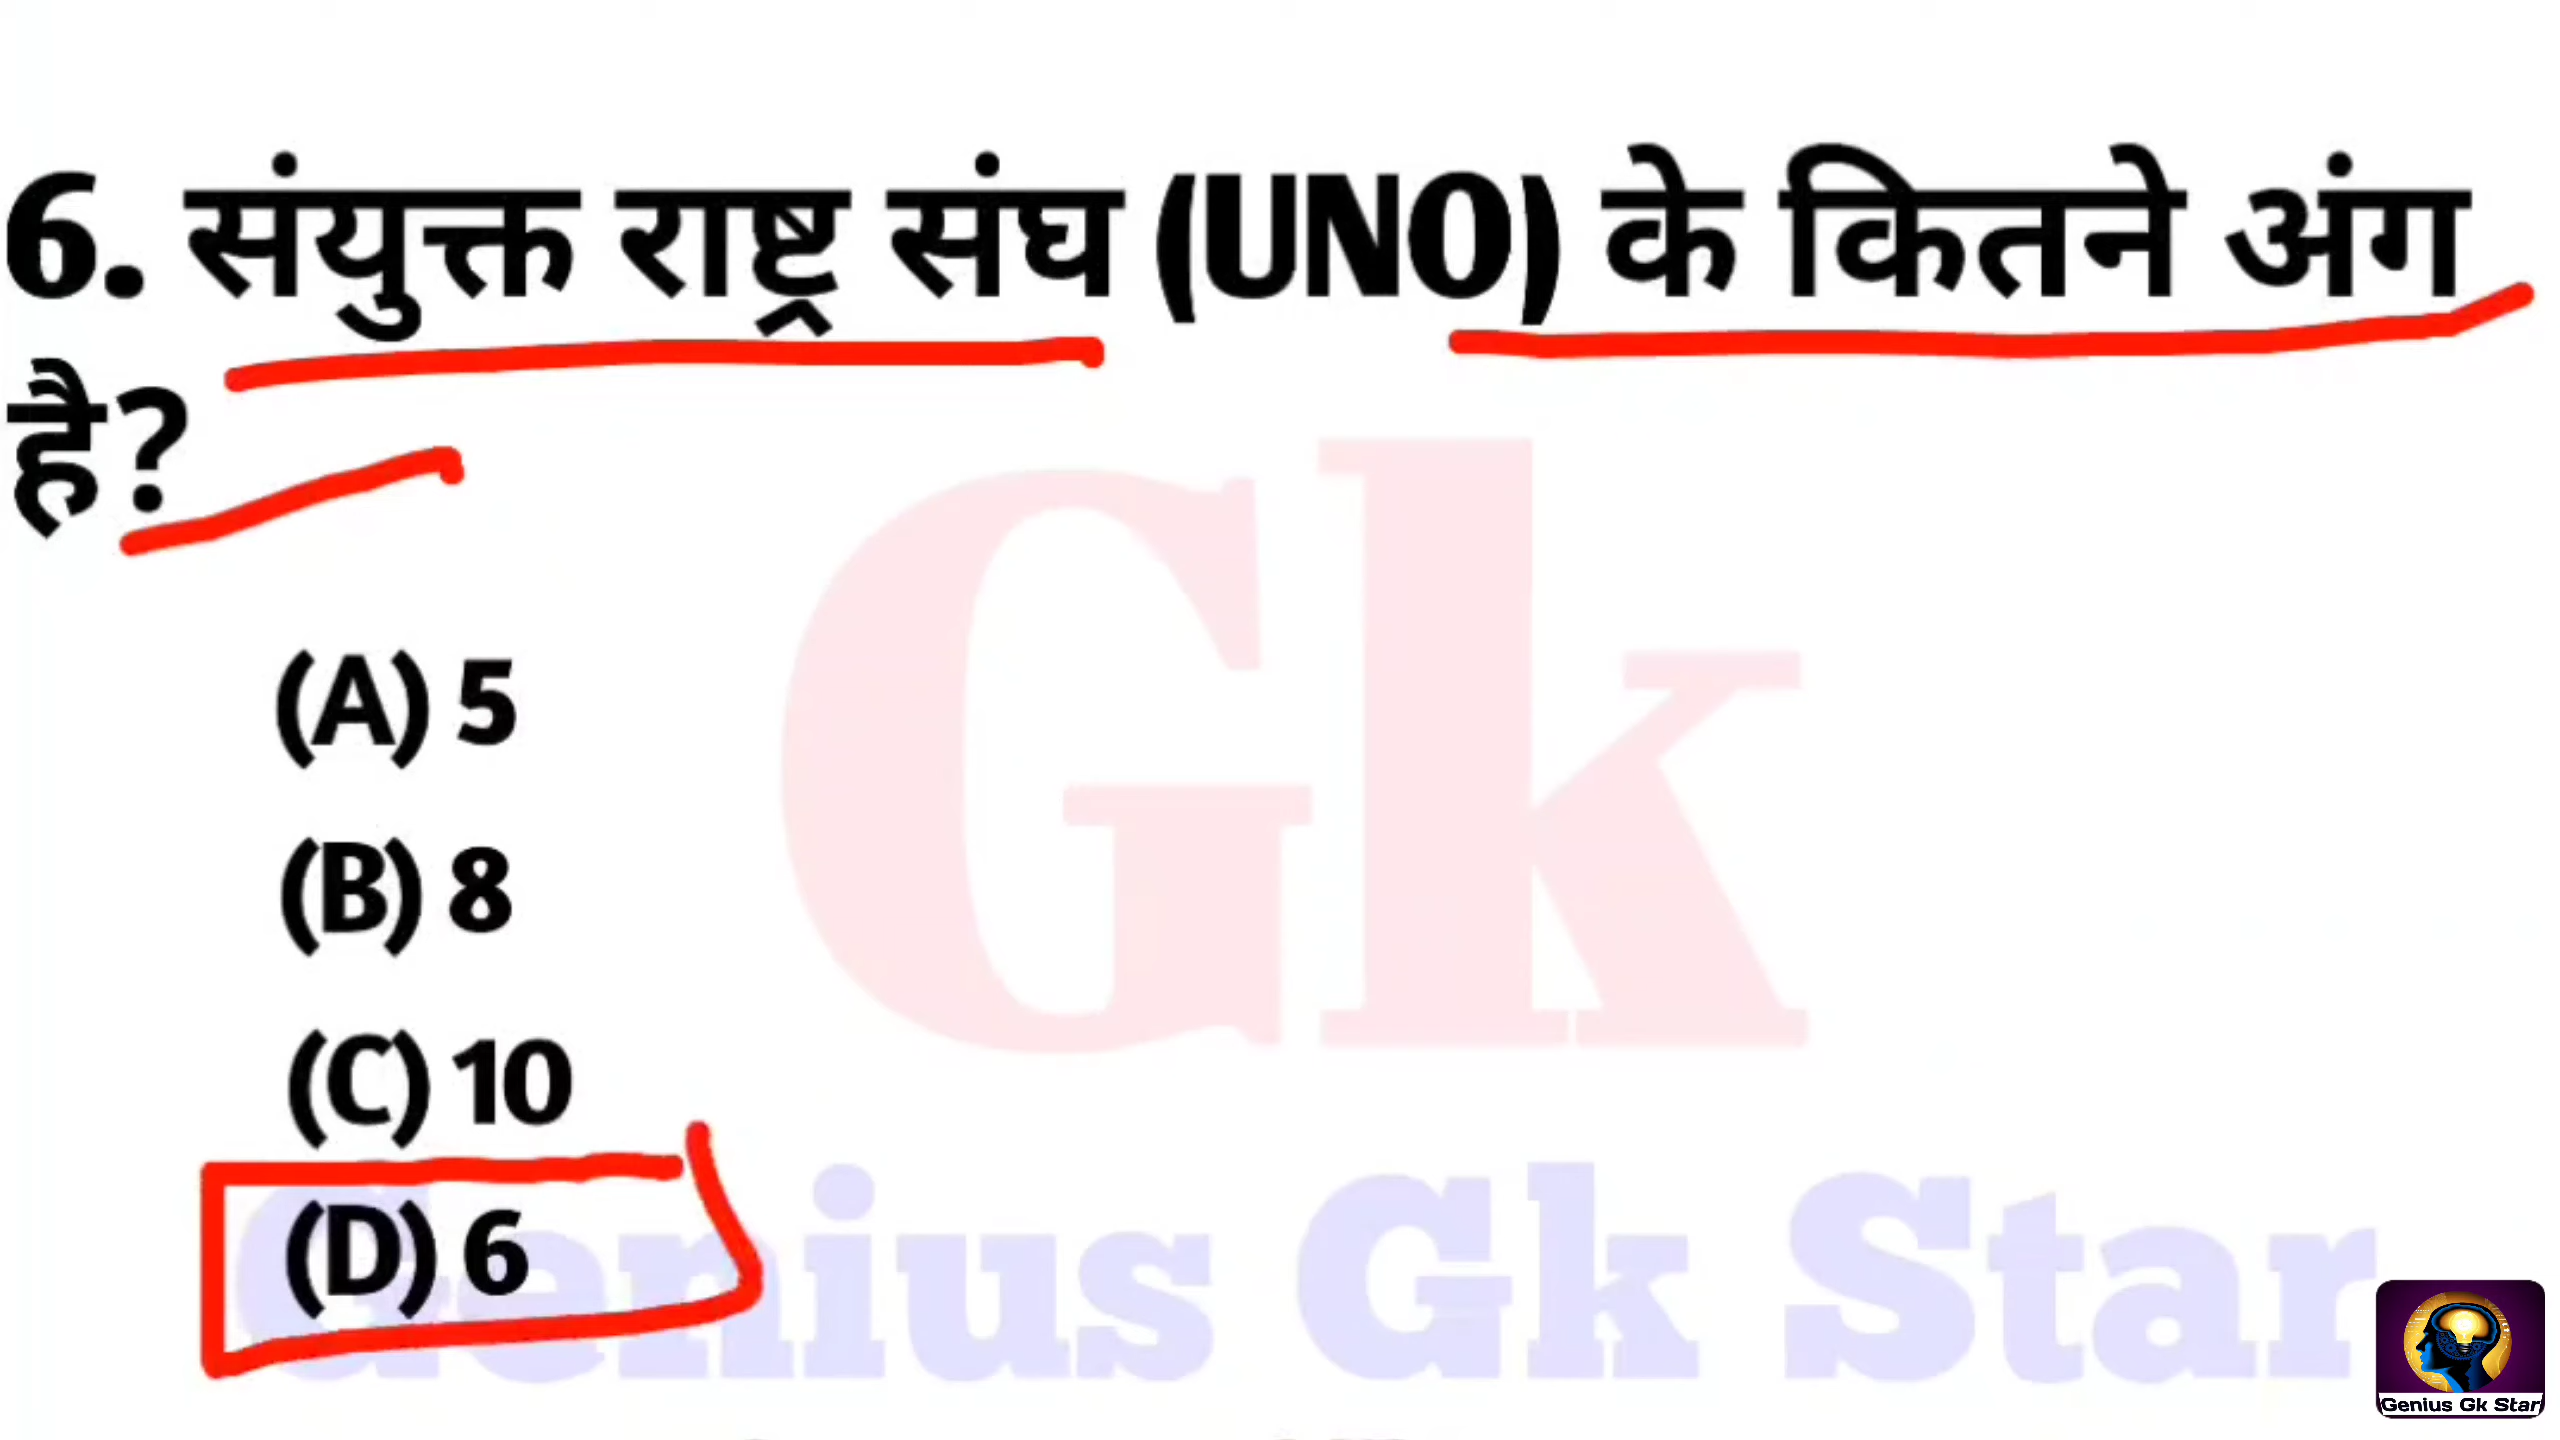 6. संयुक्त राष्ट्र संघ (UNO) के कितने अंग
है?
(A) 5
(B) 8
(C) 10
(D) 6
Gk
Genius Gk Star
Genius Gk Star